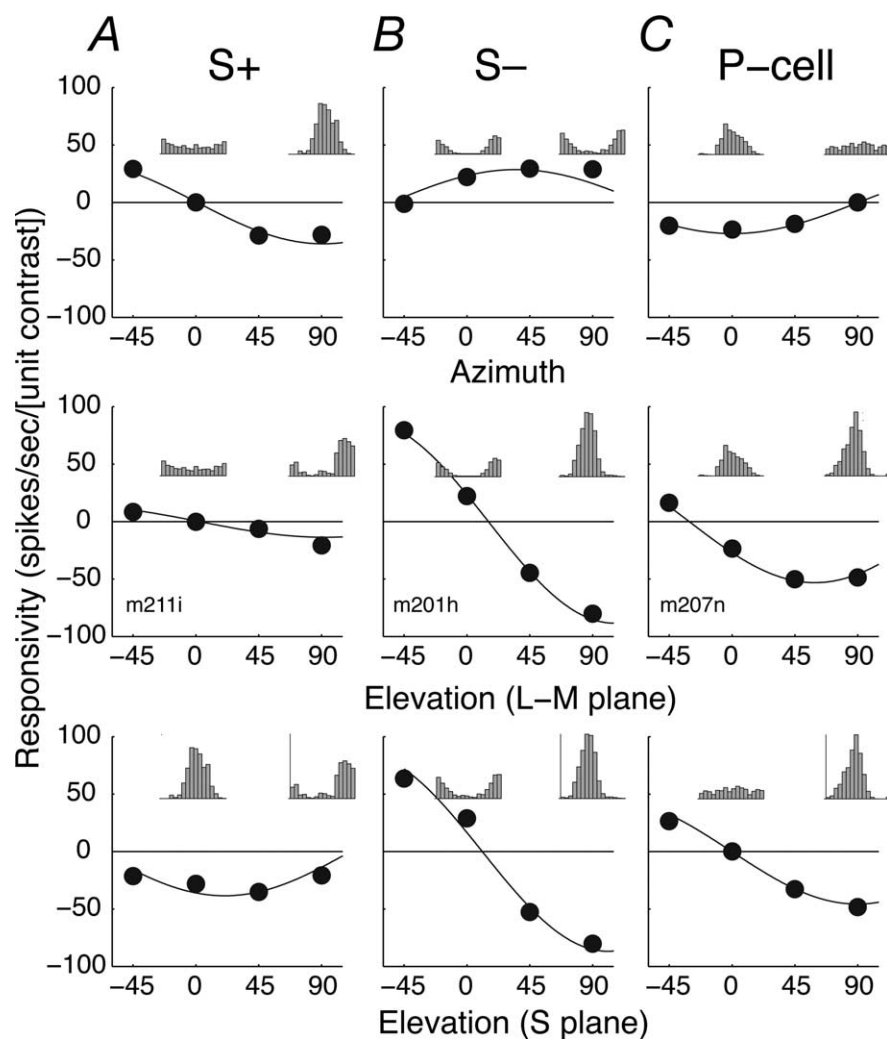 A B C
S+ S− P−cell
Responsivity (spikes/sec/[unit contrast])
100
50
0
−50
−100
−45 0 45 90 −45 0 45 90 −45 0 45 90
Azimuth
100
50
0
−50
m211i m201h m207n
−100
−45 0 45 90 −45 0 45 90 −45 0 45 90
Elevation (L−M plane)
100
50
0
−50
−100
−45 0 45 90 −45 0 45 90 −45 0 45 90
Elevation (S plane)